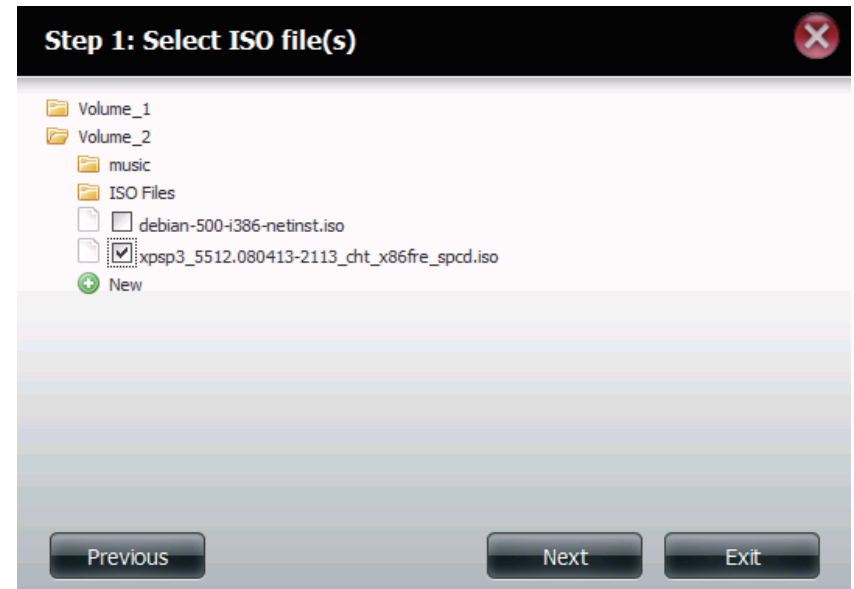 Step 1: Select ISO file(s)
Volume_1
Volume_2
music
ISO Files
debian-500-i386-netinst.iso
xpsp3_5512.080413-2113_cht_x86fre_spcd.iso
New
Previous Next Exit